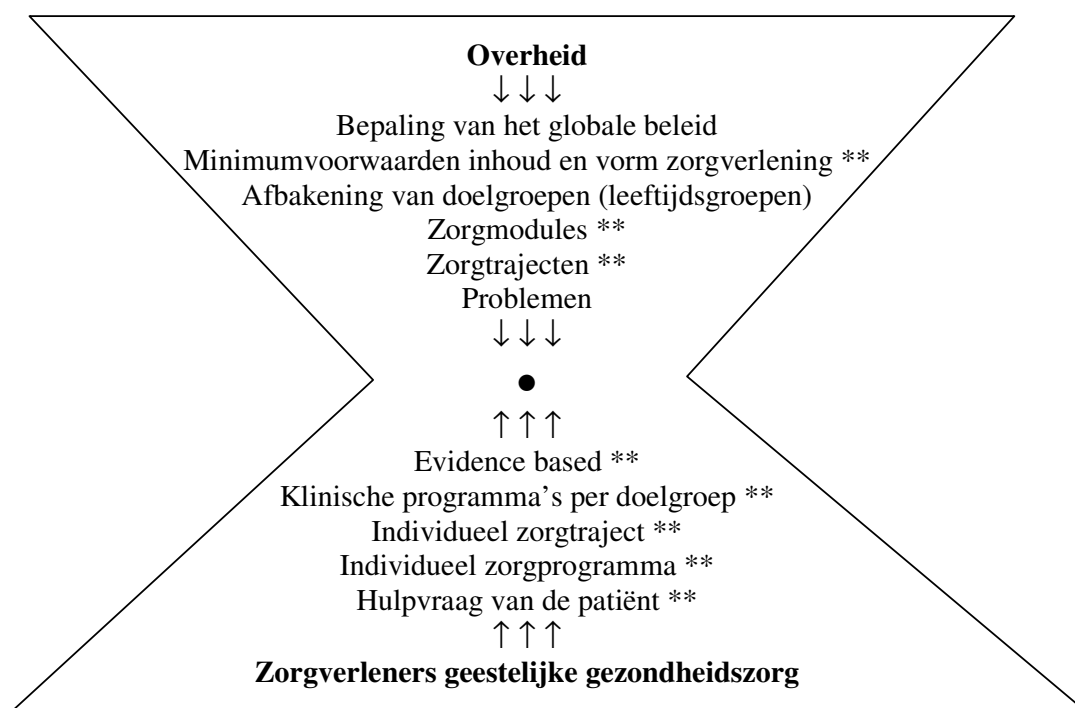 Overheid
↓ ↓ ↓
Bepaling van het globale beleid
Minimumvoorwaarden inhoud en vorm zorgverlening **
Afbakening van doelgroepen (leeftijdsgroepen)
Zorgmodules **
Zorgtrajecten **
Problemen
↓ ↓ ↓
●
↑ ↑ ↑
Evidence based **
Klinische programma's per doelgroep **
Individueel zorgtraject **
Individueel zorgprogramma **
Hulpvraag van de patiënt **
↑ ↑ ↑
Zorgverleners geestelijke gezondheidszorg